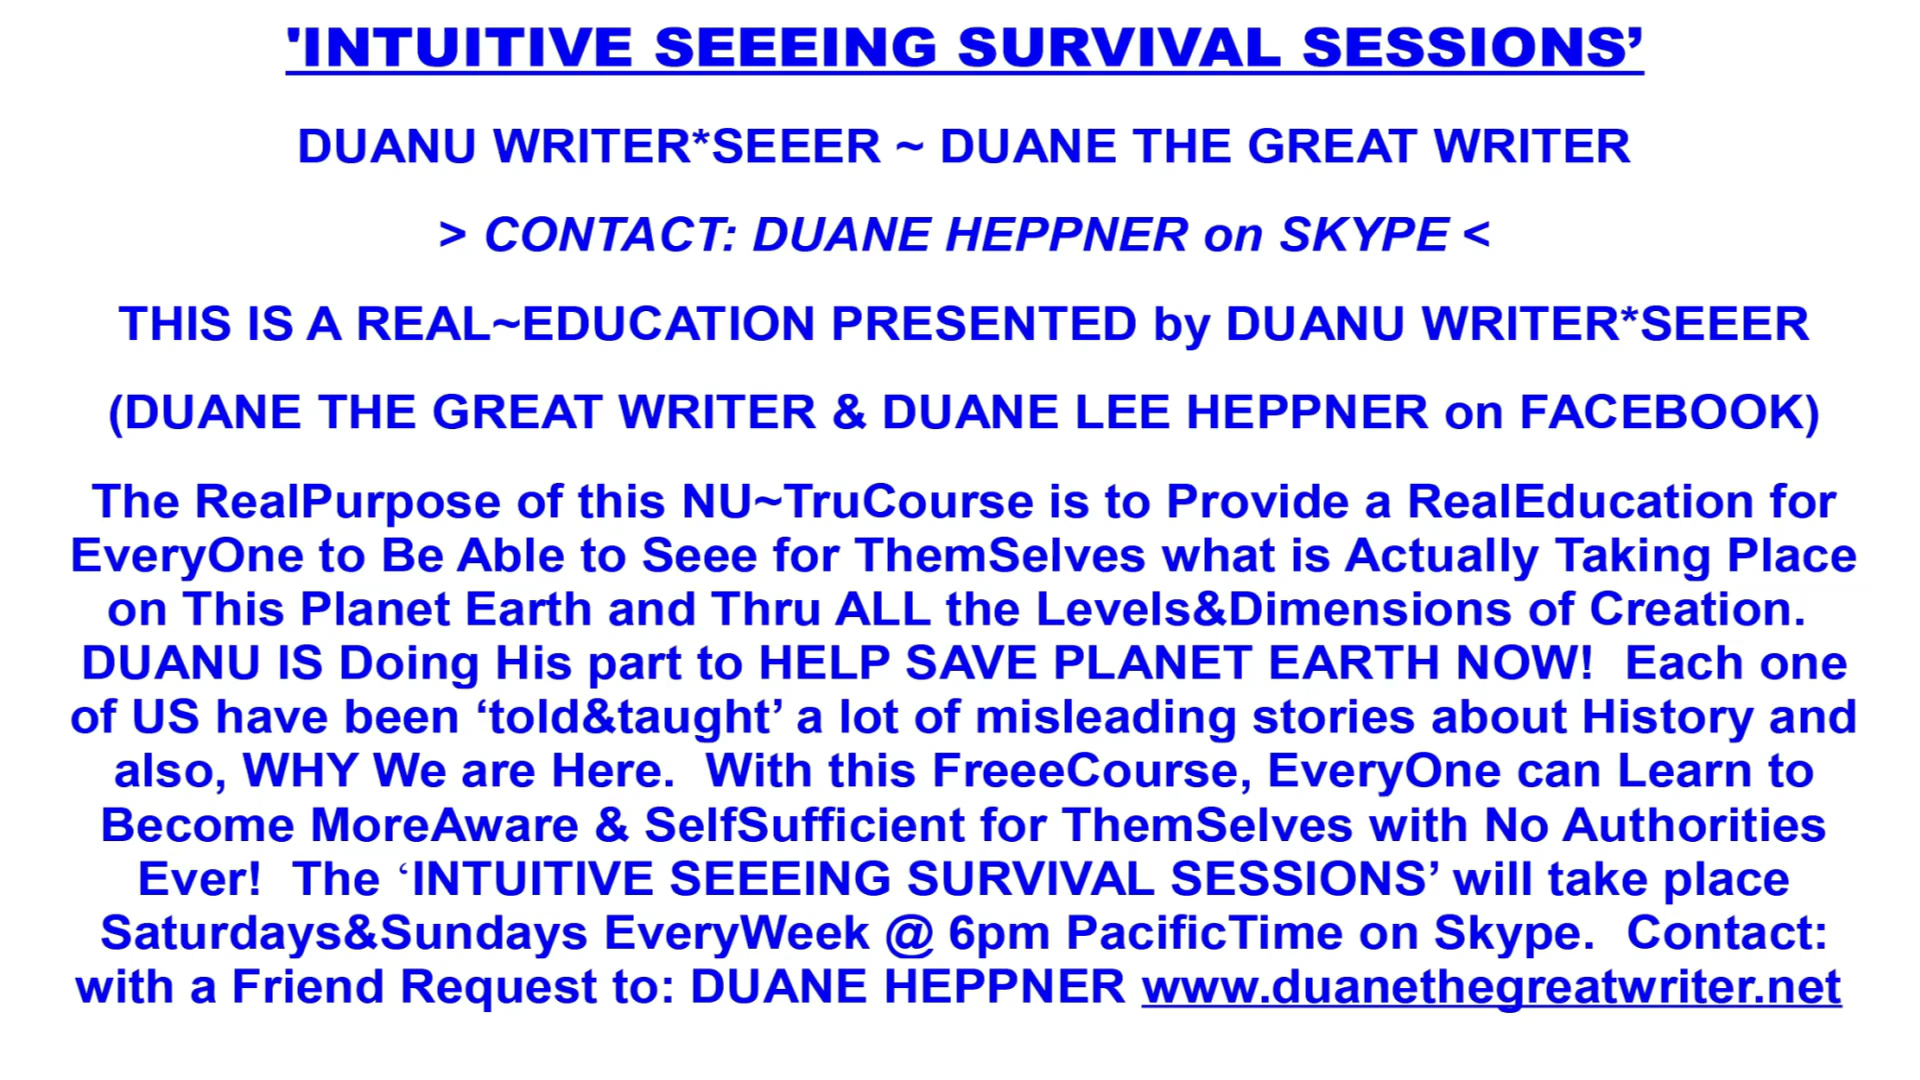 'INTUITIVE SEEEING SURVIVAL SESSIONS’
DUANU WRITER*SEEER ~ DUANE THE GREAT WRITER
> CONTACT: DUANE HEPPNER on SKYPE <
THIS IS A REAL~EDUCATION PRESENTED by DUANU WRITER*SEEER
(DUANE THE GREAT WRITER & DUANE LEE HEPPNER on FACEBOOK)
The RealPurpose of this NU~TruCourse is to Provide a RealEducation for
EveryOne to Be Able to Seee for ThemSelves what is Actually Taking Place
on This Planet Earth and Thru ALL the Levels&Dimensions of Creation.
DUANU IS Doing His part to HELP SAVE PLANET EARTH NOW!  Each one
of US have been ‘told&taught’ a lot of misleading stories about History and
also, WHY We are Here.  With this FreeeCourse, EveryOne can Learn to
Become MoreAware & SelfSufficient for ThemSelves with No Authorities
Ever!  The ‘INTUITIVE SEEEING SURVIVAL SESSIONS’ will take place
Saturdays&Sundays EveryWeek @ 6pm PacificTime on Skype.  Contact:
with a Friend Request to: DUANE HEPPNER www.duanethegreatwriter.net